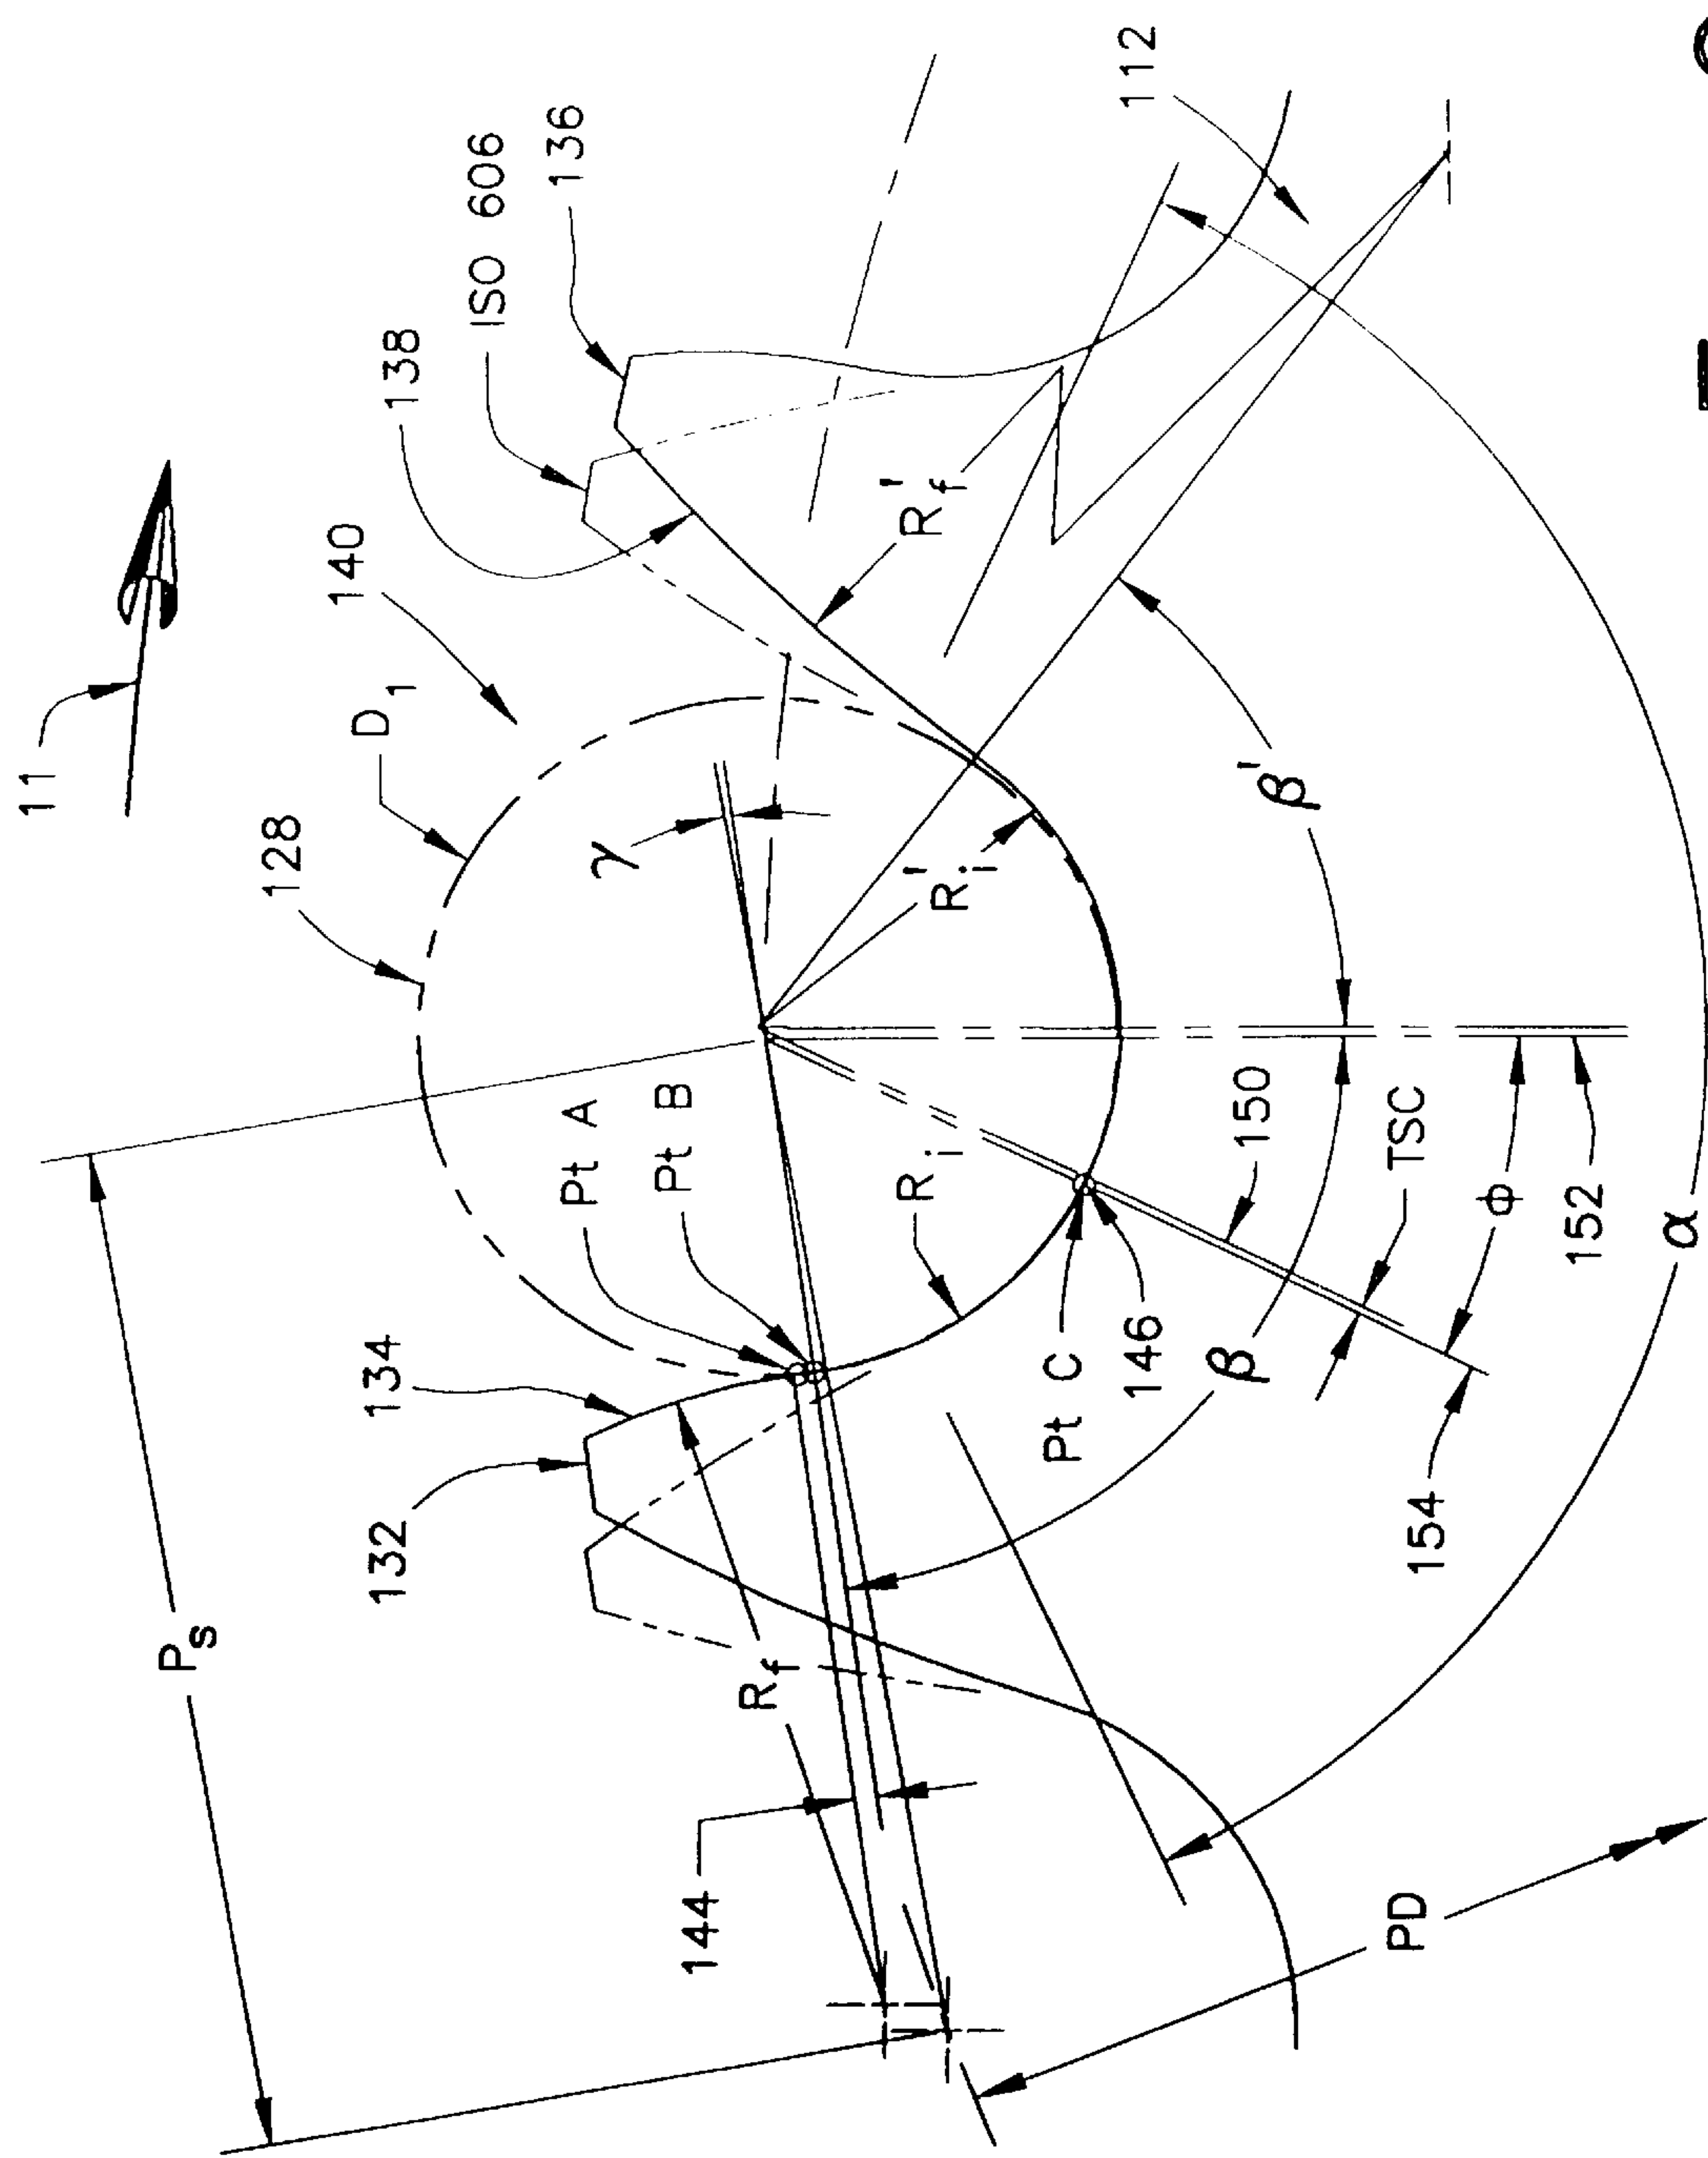 11
112
ISO 606
136
138
140
D1
128
γ
R'f
R'i
β'
Pt A
Pt B
Ri
150
TSC
φ
152
α
134
132
Pt C
146
β
154
Ps
Rf
144
PD